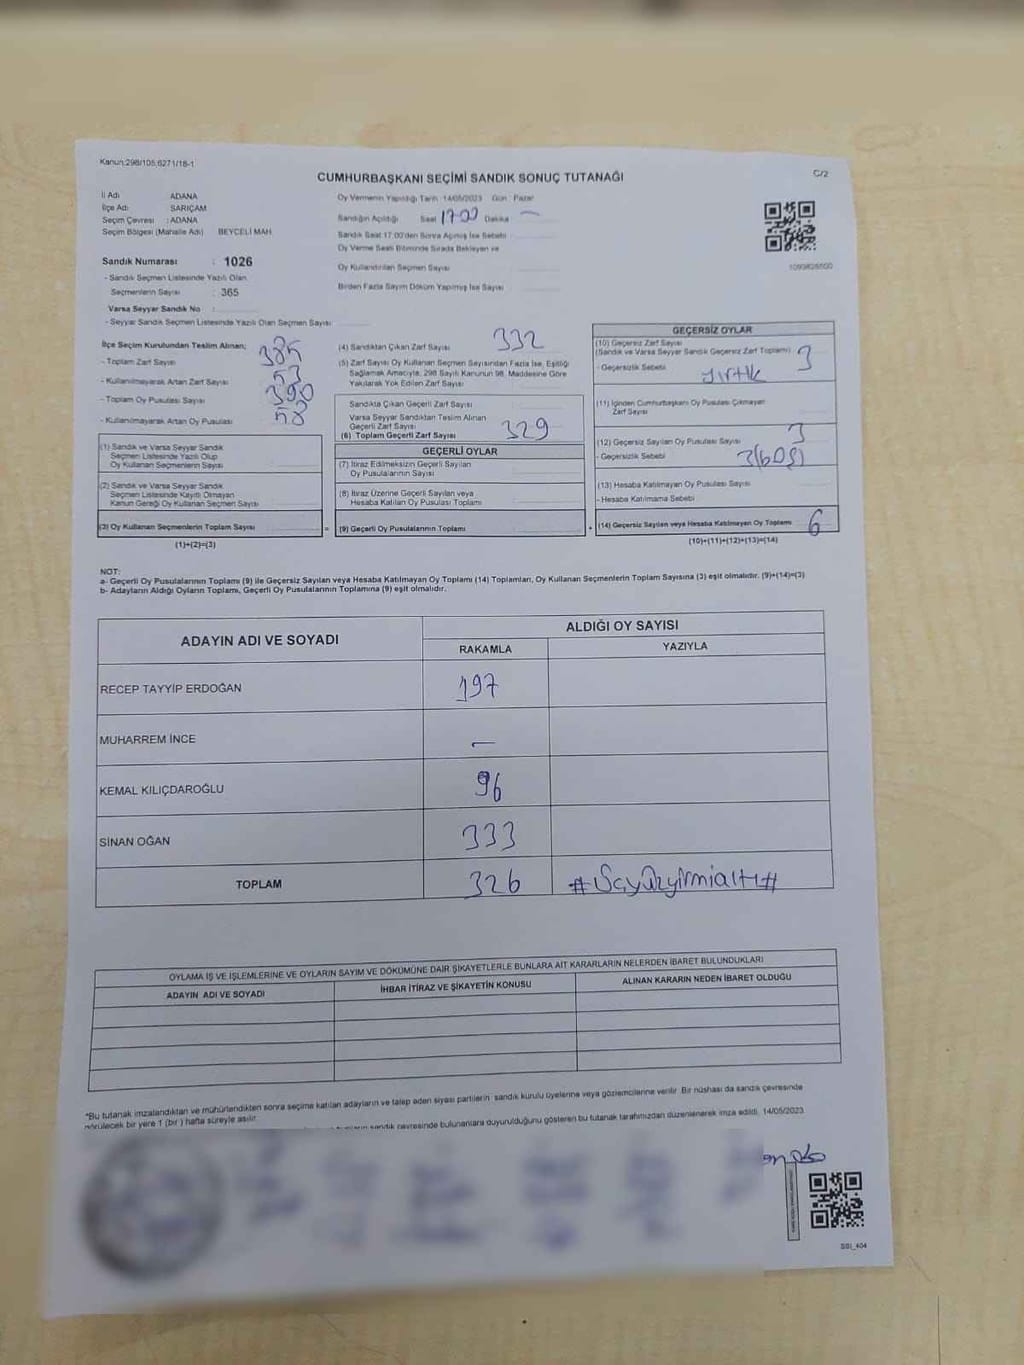 Kanun:298/105,6271/18-1
C/2
CUMHURBAŞKANI SEÇİMİ SANDIK SONUÇ TUTANAĞI
İl Adı ADANA
İlçe Adı SARIÇAM
Seçim Çevresi : ADANA
Seçim Bölgesi (Mahalle Adı) BEYCELİ MAH.
Sandık Numarası : 1026
- Sandık Seçmen Listesinde Yazılı Olan
Seçmenlerin Sayısı : 365
Varsa Seyyar Sandık No :
- Seyyar Sandık Seçmen Listesinde Yazılı Olan Seçmen Sayısı
Oy Vermenin Yapıldığı Tarih 14/05/2023 Gün : Pazar
Sandığın Açıldığı Saat 17:00 Dakika —
Sandık Saat 17:00'den Sonra Açılmış İse Sebebi
Oy Verme Saati Bitiminde Sırada Bekleyen ve
Oy Kullandırılan Seçmen Sayısı
Birden Fazla Sayım Döküm Yapılmış İse Sayısı
1093828500
İlçe Seçim Kurulundan Teslim Alınan;
- Toplam Zarf Sayısı 385
- Kullanılmayarak Artan Zarf Sayısı 53
- Toplam Oy Pusulası Sayısı 390
- Kullanılmayarak Artan Oy Pusulası 58
(1) Sandık ve Varsa Seyyar Sandık
Seçmen Listesinde Yazılı Olup
Oy Kullanan Seçmenlerin Sayısı
(2) Sandık ve Varsa Seyyar Sandık
Seçmen Listesinde Kayıtlı Olmayan
Kanun Gereği Oy Kullanan Seçmen Sayısı
(3) Oy Kullanan Seçmenlerin Toplam Sayısı
(1)+(2)=(3)
=
(4) Sandıktan Çıkan Zarf Sayısı 332
(5) Zarf Sayısı Oy Kullanan Seçmen Sayısından Fazla İse, Eşitliği
Sağlamak Amacıyla, 298 Sayılı Kanunun 98. Maddesine Göre
Yakılarak Yok Edilen Zarf Sayısı
Sandıkta Çıkan Geçerli Zarf Sayısı
Varsa Seyyar Sandıktan Teslim Alınan
Geçerli Zarf Sayısı
(6) Toplam Geçerli Zarf Sayısı 329
GEÇERLİ OYLAR
(7) İtiraz Edilmeksizin Geçerli Sayılan
Oy Pusulalarının Sayısı
(8) İtiraz Üzerine Geçerli Sayılan veya
Hesaba Katılan Oy Pusulası Toplamı
(9) Geçerli Oy Pusulalarının Toplamı
+
GEÇERSİZ OYLAR
(10) Geçersiz Zarf Sayısı
(Sandık ve Varsa Seyyar Sandık Geçersiz Zarf Toplamı) 3
- Geçersizlik Sebebi yırtık
(11) İçinden Cumhurbaşkanı Oy Pusulası Çıkmayan
Zarf Sayısı
(12) Geçersiz Sayılan Oy Pusulası Sayısı 3
- Geçersizlik Sebebi 3(boş)
(13) Hesaba Katılmayan Oy Pusulası Sayısı
- Hesaba Katılmama Sebebi
(14) Geçersiz Sayılan veya Hesaba Katılmayan Oy Toplamı 6
(10)+(11)+(12)+(13)=(14)
NOT:
a- Geçerli Oy Pusulalarının Toplamı (9) ile Geçersiz Sayılan veya Hesaba Katılmayan Oy Toplamı (14) Toplamları, Oy Kullanan Seçmenlerin Toplam Sayısına (3) eşit olmalıdır. (9)+(14)=(3)
b- Adayların Aldığı Oyların Toplamı, Geçerli Oy Pusulalarının Toplamına (9) eşit olmalıdır.
ADAYIN ADI VE SOYADI
ALDIĞI OY SAYISI
RAKAMLA YAZIYLA
RECEP TAYYİP ERDOĞAN 197
MUHARREM İNCE —
KEMAL KILIÇDAROĞLU 96
SİNAN OĞAN 333
TOPLAM 326 #Üçyüzyirmialtı#
OYLAMA İŞ VE İŞLEMLERİNE VE OYLARIN SAYIM VE DÖKÜMÜNE DAİR ŞİKAYETLERLE BUNLARA AİT KARARLARIN NELERDEN İBARET BULUNDUKLARI
ADAYIN ADI VE SOYADI İHBAR İTİRAZ VE ŞİKAYETİN KONUSU ALINAN KARARIN NEDEN İBARET OLDUĞU
*Bu tutanak imzalandıktan ve mühürlendikten sonra seçime katılan adayların ve talep eden siyasi partilerin sandık kurulu üyelerine veya gözlemcilerine verilir. Bir nüshası da sandık çevresinde
görülecek bir yere 1 (bir) hafta süreyle asılır.
sandık çevresinde bulunanlara duyurulduğunu gösteren bu tutanak tarafımızdan düzenlenerek imza edildi. 14/05/2023
SSI_404